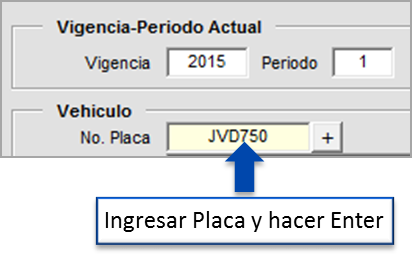 Vigencia-Periodo Actual
Vigencia 2015 Periodo 1
Vehiculo
No. Placa JVD750 +
Ingresar Placa y hacer Enter